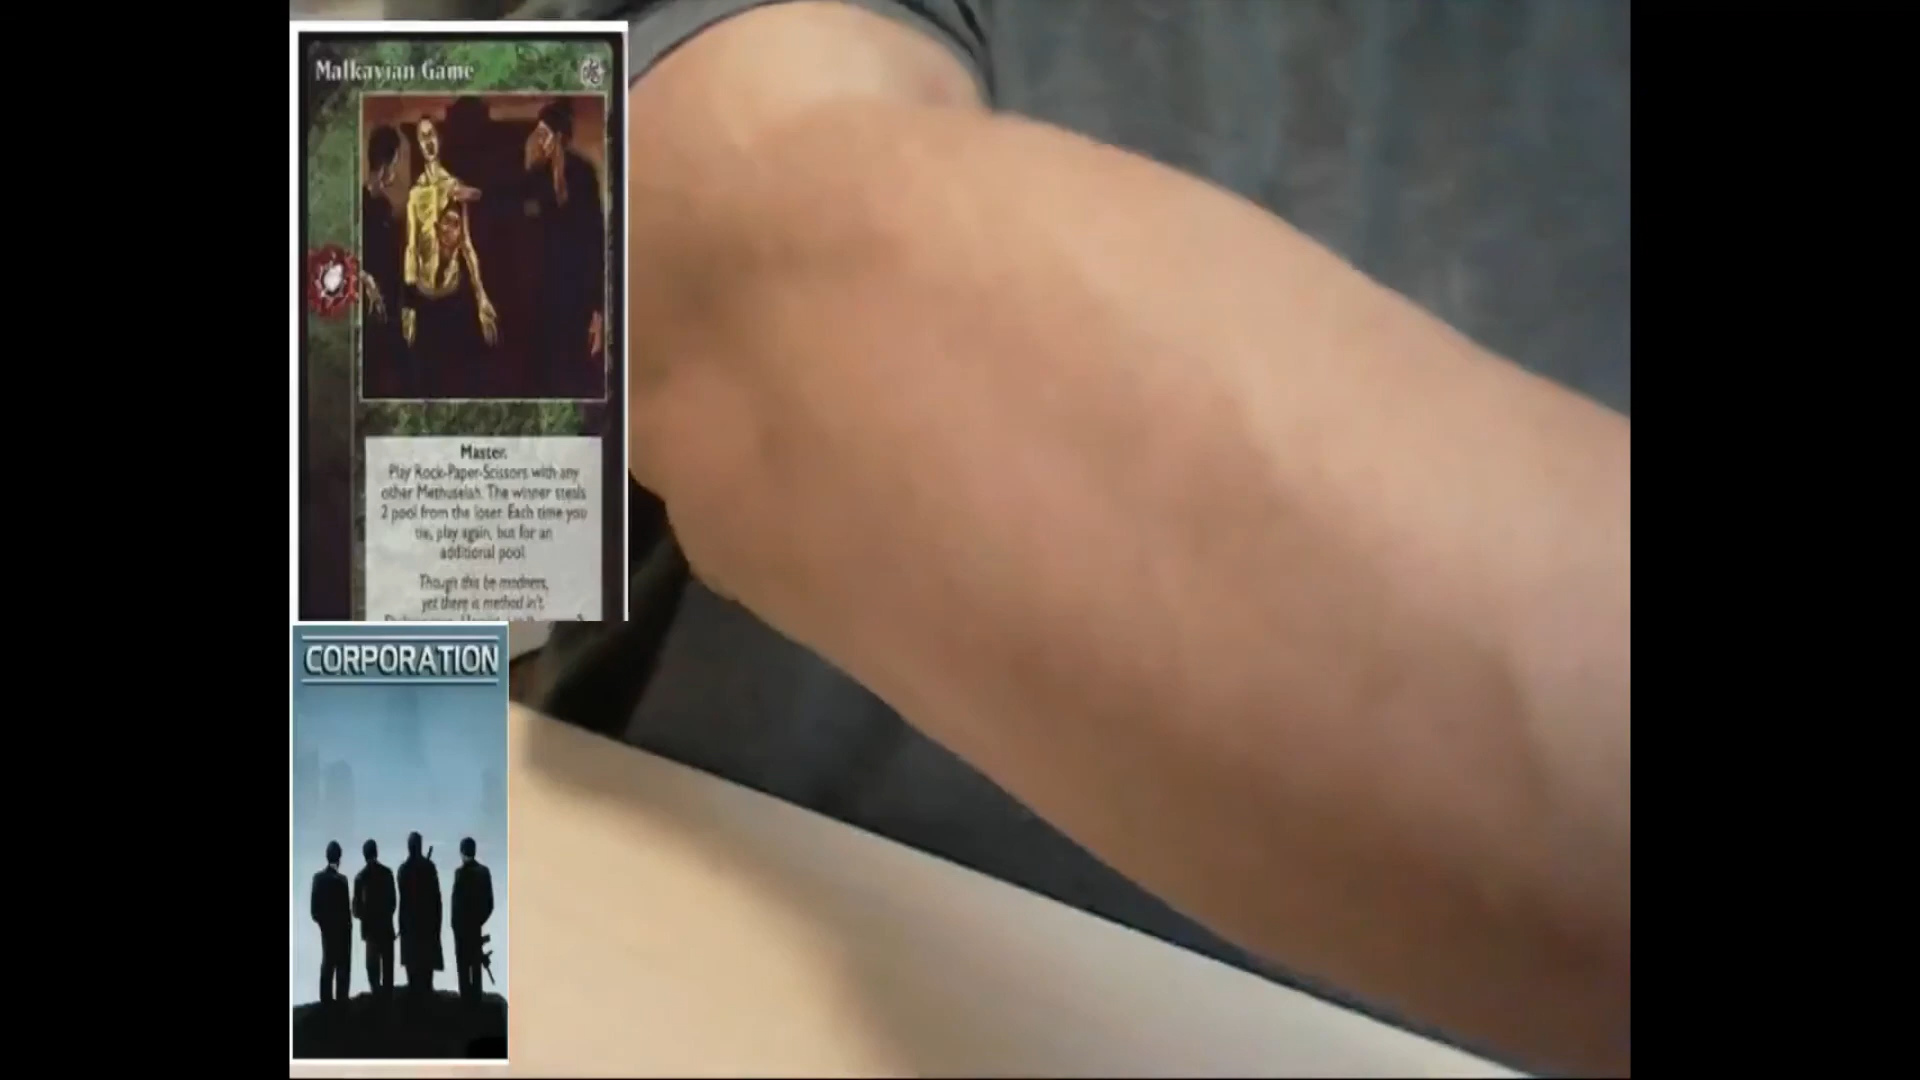 Malkavian Game
Master.
Play Rock-Paper-Scissors with any
other Methuselah. The winner steals
2 pool from the loser. Each time you
tie, play again, but for an
additional pool
Though this be madness,
yet there is method in't.
CORPORATION